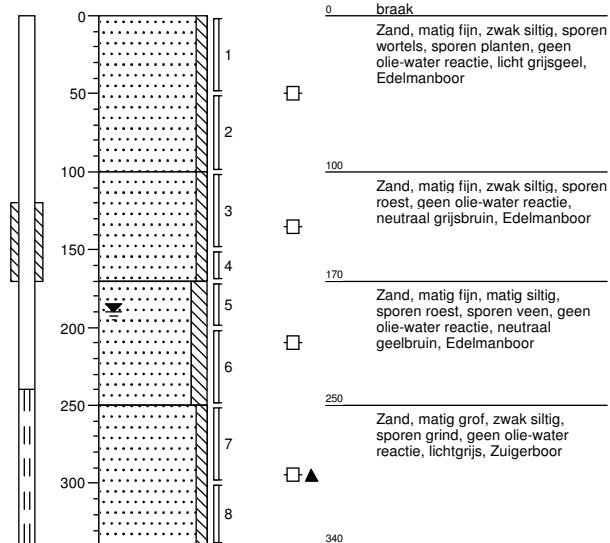 0
50
100
150
200
250
300
1
2
3
4
5
6
7
8
0 braak
Zand, matig fijn, zwak siltig, sporen
wortels, sporen planten, geen
olie-water reactie, licht grijsgeel,
Edelmanboor
100
Zand, matig fijn, zwak siltig, sporen
roest, geen olie-water reactie,
neutraal grijsbruin, Edelmanboor
170
Zand, matig fijn, matig siltig,
sporen roest, sporen veen, geen
olie-water reactie, neutraal
geelbruin, Edelmanboor
250
Zand, matig grof, zwak siltig,
sporen grind, geen olie-water
reactie, lichtgrijs, Zuigerboor
340